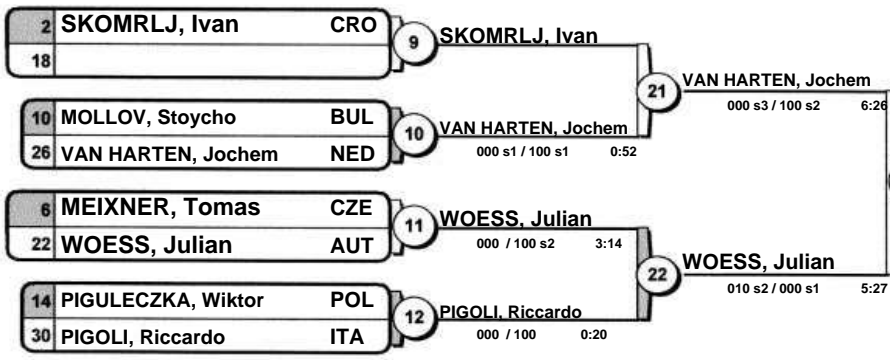 2 SKOMRLJ, Ivan CRO
18
9
SKOMRLJ, Ivan
10 MOLLOV, Stoycho BUL
26 VAN HARTEN, Jochem NED
10
VAN HARTEN, Jochem
000 s1 / 100 s1 0:52
21
VAN HARTEN, Jochem
000 s3 / 100 s2 6:26
6 MEIXNER, Tomas CZE
22 WOESS, Julian AUT
11
WOESS, Julian
000 / 100 s2 3:14
14 PIGULECZKA, Wiktor POL
30 PIGOLI, Riccardo ITA
12
PIGOLI, Riccardo
000 / 100 0:20
22
WOESS, Julian
010 s2 / 000 s1 5:27